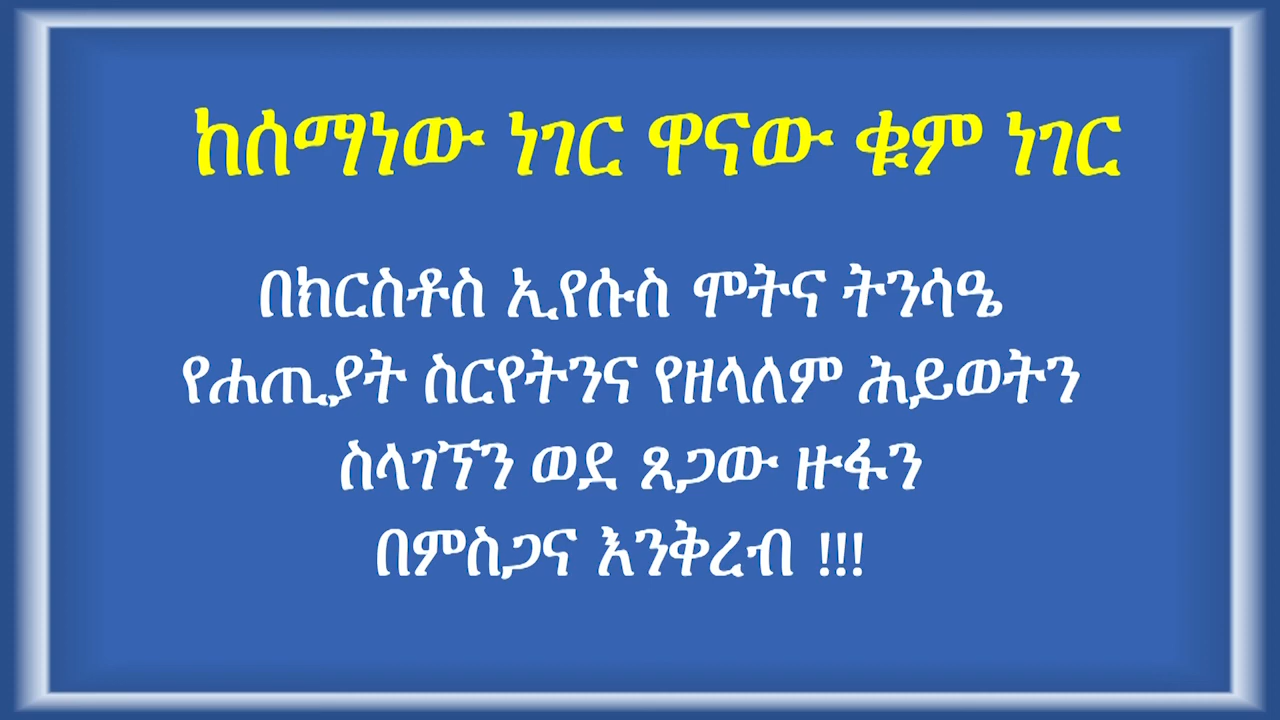 ከሰማነው ነገር ዋናው ቁም ነገር
በክርስቶስ ኢየሱስ ሞትና ትንሳዔ
የሐጢያት ስርየትንና የዘላለም ሕይወትን
ስላገኘን ወደ ጸጋው ዙፋን
በምስጋና እንቅረብ !!!